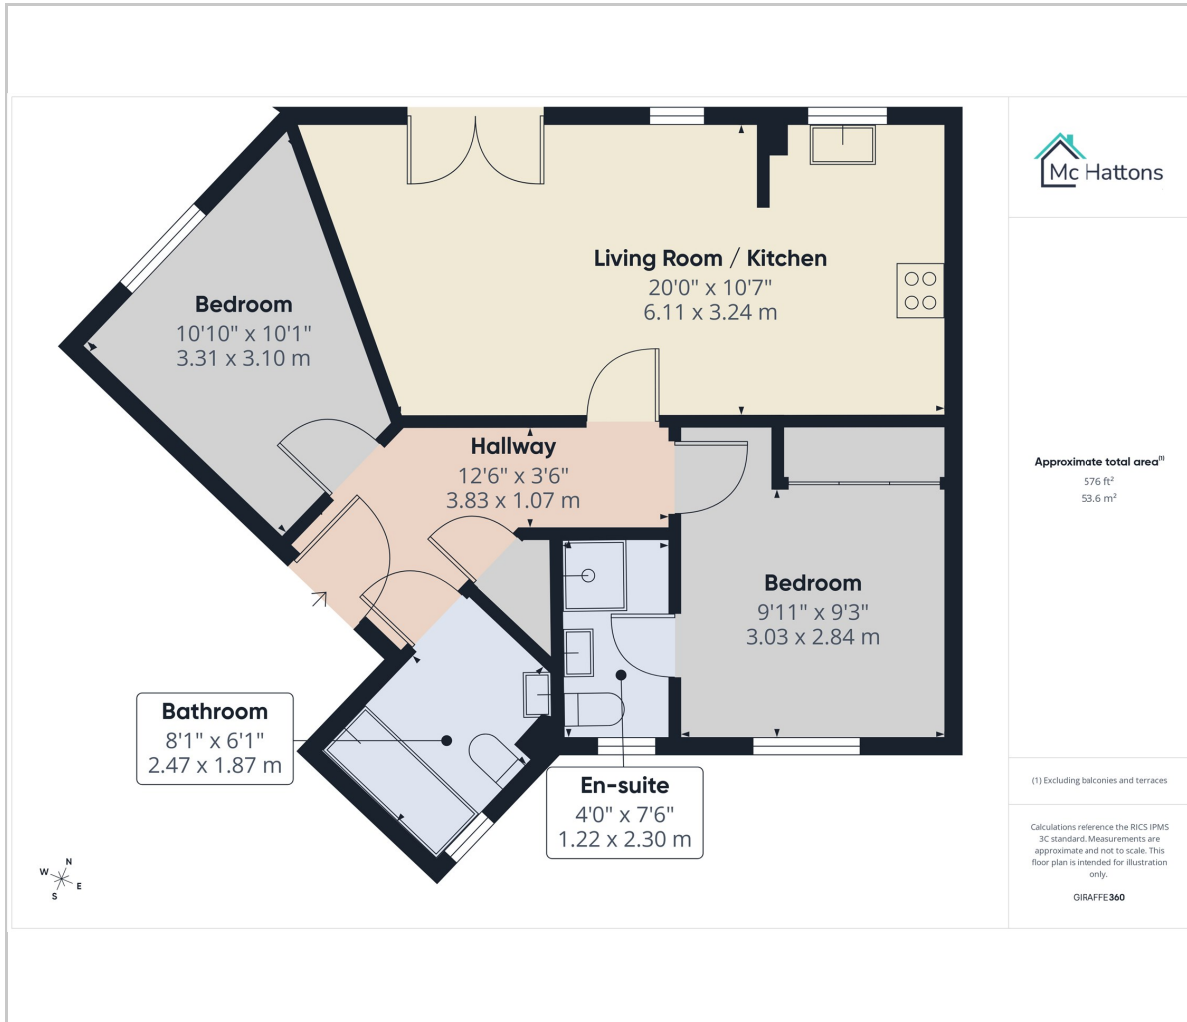 Mc Hattons
Living Room / Kitchen
20'0" x 10'7"
6.11 x 3.24 m
Bedroom
10'10" x 10'1"
3.31 x 3.10 m
Hallway
12'6" x 3'6"
3.83 x 1.07 m
Bedroom
9'11" x 9'3"
3.03 x 2.84 m
Bathroom
8'1" x 6'1"
2.47 x 1.87 m
En-suite
4'0" x 7'6"
1.22 x 2.30 m
N
W
E
S
Approximate total area(1)
576 ft²
53.6 m²
(1) Excluding balconies and terraces
Calculations reference the RICS IPMS
3C standard. Measurements are
approximate and not to scale. This
floor plan is intended for illustration
only.
GIRAFFE360